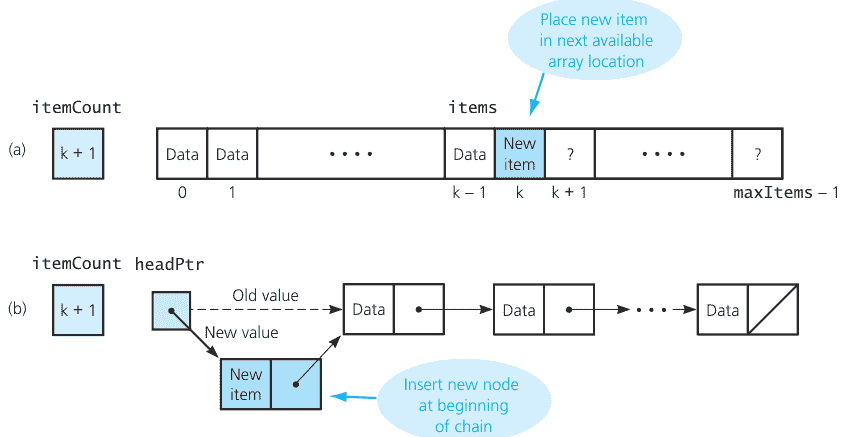 Place new item
in next available
array location
itemCount
items
(a)
k + 1
Data
Data
• • • •
Data
New
item
?
• • • •
?
0
1
k – 1
k
k + 1
maxItems – 1
itemCount
headPtr
(b)
k + 1
Old value
New value
Data
Data
• • •
Data
New
item
Insert new node
at beginning
of chain